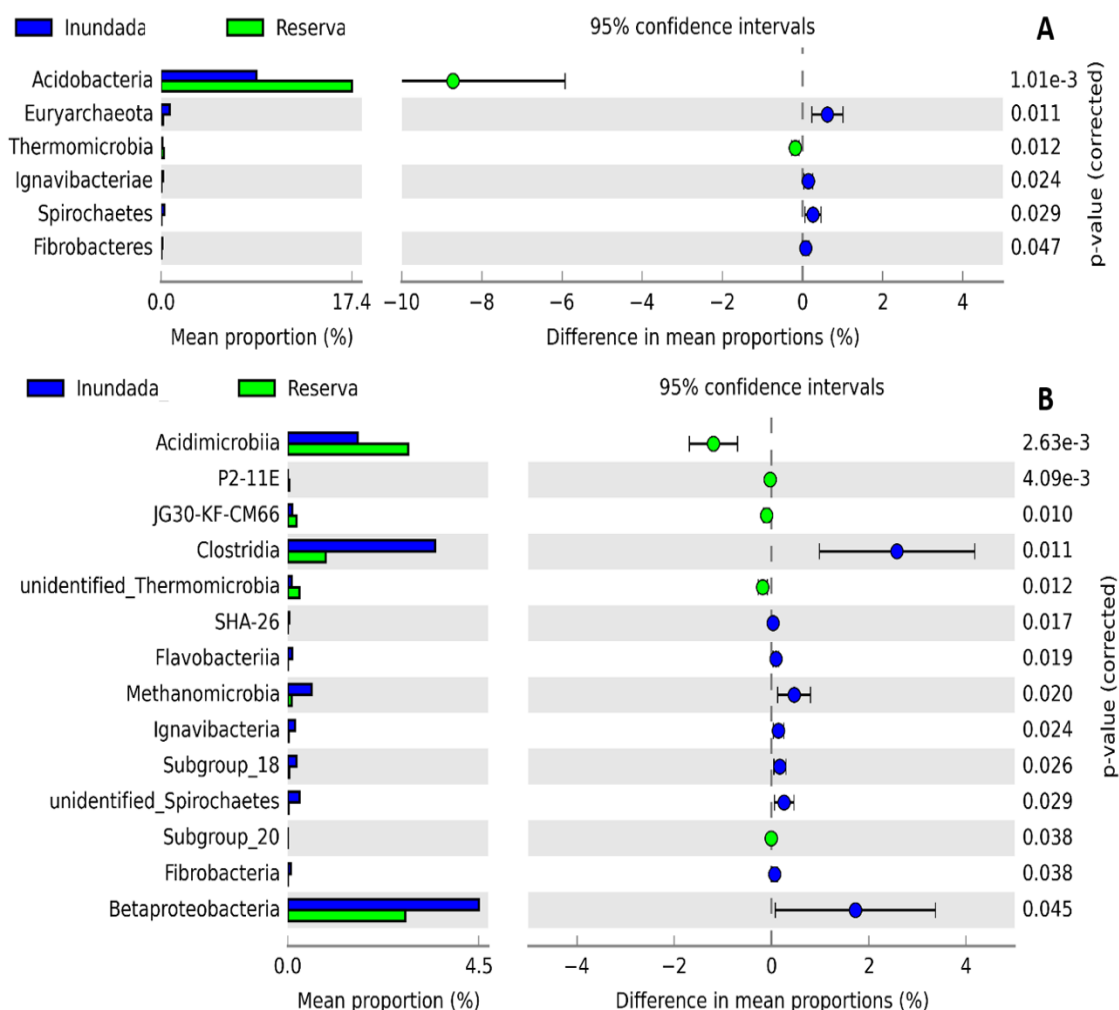 Inundada Reserva 95% confidence intervals A
Acidobacteria 1.01e-3
Euryarchaeota 0.011
Thermomicrobia 0.012
Ignavibacteriae 0.024
Spirochaetes 0.029
Fibrobacteres 0.047
p-value (corrected)
0.0 17.4 −10 −8 −6 −4 −2 0 2 4
Mean proportion (%) Difference in mean proportions (%)
Inundada Reserva 95% confidence intervals B
Acidimicrobiia 2.63e-3
P2-11E 4.09e-3
JG30-KF-CM66 0.010
Clostridia 0.011
unidentified_Thermomicrobia 0.012
SHA-26 0.017
Flavobacteriia 0.019
Methanomicrobia 0.020
Ignavibacteria 0.024
Subgroup_18 0.026
unidentified_Spirochaetes 0.029
Subgroup_20 0.038
Fibrobacteria 0.038
Betaproteobacteria 0.045
p-value (corrected)
0.0 4.5 −4 −2 0 2 4
Mean proportion (%) Difference in mean proportions (%)